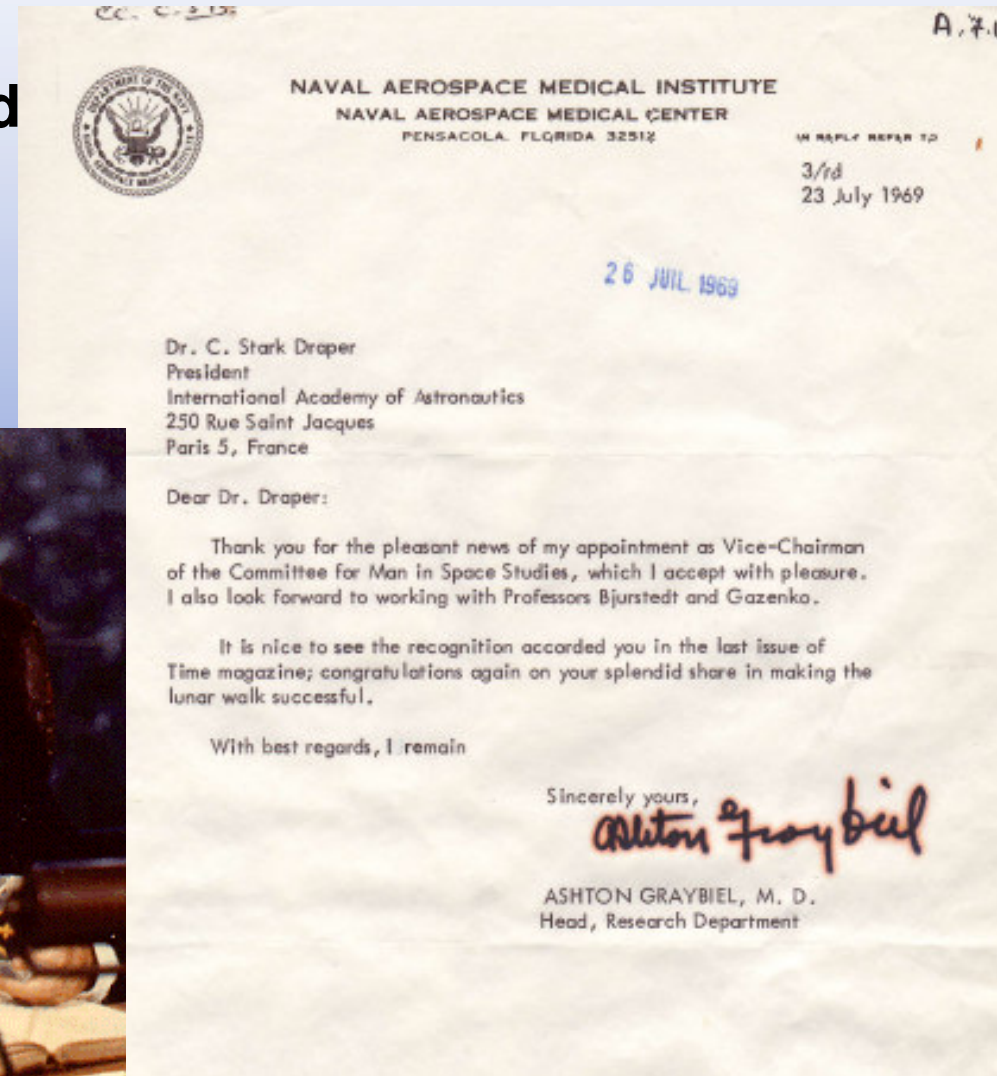 A.7.
d
NAVAL AEROSPACE MEDICAL INSTITUTE
NAVAL AEROSPACE MEDICAL CENTER
PENSACOLA. FLORIDA 32512
IN REPLY REFER TO
3/rd
23 July 1969
26 JUIL. 1969
Dr. C. Stark Draper
President
International Academy of Astronautics
250 Rue Saint Jacques
Paris 5, France
Dear Dr. Draper:
Thank you for the pleasant news of my appointment as Vice-Chairman
of the Committee for Man in Space Studies, which I accept with pleasure.
I also look forward to working with Professors Bjurstedt and Gazenko.
It is nice to see the recognition accorded you in the last issue of
Time magazine; congratulations again on your splendid share in making the
lunar walk successful.
With best regards, I remain
Sincerely yours,
Ashton Graybiel
ASHTON GRAYBIEL, M. D.
Head, Research Department